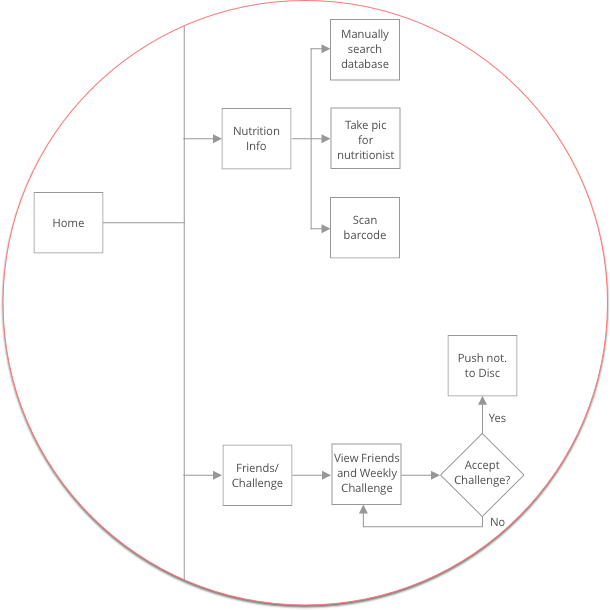 Manually
search
database
Nutrition
Info
Take pic
for
nutritionist
Home
Scan
barcode
Push not.
to Disc
Yes
Friends/
Challenge
View Friends
and Weekly
Challenge
Accept
Challenge?
No